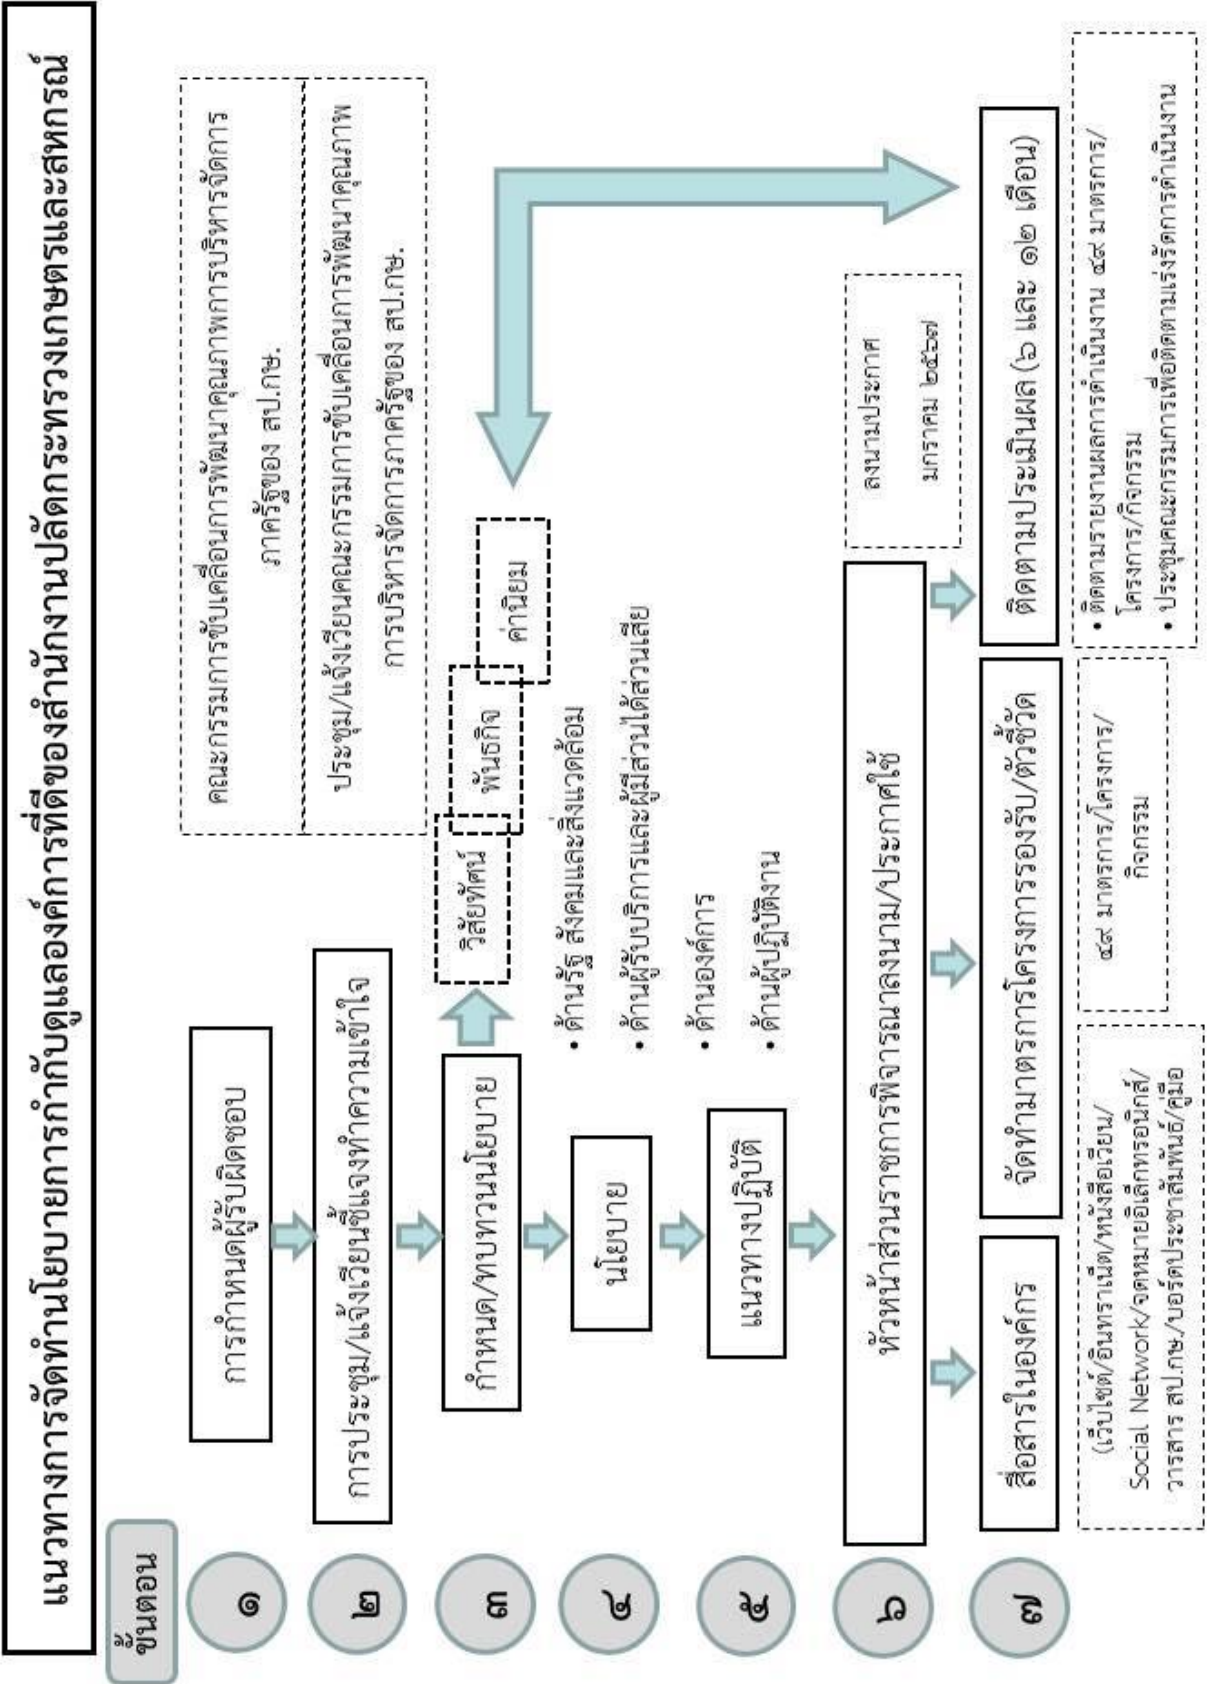 แนวทางการจัดทำนโยบายการกำกับดูแลองค์การที่ดีของสำนักงานปลัดกระทรวงเกษตรและสหกรณ์
ขั้นตอน
๑
การกำหนดผู้รับผิดชอบ
คณะกรรมการขับเคลื่อนการพัฒนาคุณภาพการบริหารจัดการ
ภาครัฐของ สป.กษ.
๒
การประชุม/แจ้งเวียนชี้แจงทำความเข้าใจ
ประชุม/แจ้งเวียนคณะกรรมการขับเคลื่อนการพัฒนาคุณภาพ
การบริหารจัดการภาครัฐของ สป.กษ.
๓
กำหนด/ทบทวนนโยบาย
วิสัยทัศน์
พันธกิจ
ค่านิยม
๔
นโยบาย
• ด้านรัฐ สังคมและสิ่งแวดล้อม
• ด้านผู้รับบริการและผู้มีส่วนได้ส่วนเสีย
• ด้านองค์การ
• ด้านผู้ปฏิบัติงาน
๕
แนวทางปฏิบัติ
๖
หัวหน้าส่วนราชการพิจารณาลงนาม/ประกาศใช้
ลงนามประกาศ
มกราคม ๒๕๖๗
๗
สื่อสารในองค์กร
จัดทำมาตรการโครงการรองรับ/ตัวชี้วัด
ติดตามประเมินผล (๖ และ ๑๒ เดือน)
(เว็บไซต์/อินทราเน็ต/หนังสือเวียน/
Social Network/จดหมายอิเล็กทรอนิกส์/
วารสาร สป.กษ/บอร์ดประชาสัมพันธ์/คู่มือ
๔๙ มาตรการ/โครงการ/
กิจกรรม
• ติดตามรายงานผลการดำเนินงาน ๔๙ มาตรการ/
โครงการ/กิจกรรม
• ประชุมคณะกรรมการเพื่อติดตามเร่งรัดการดำเนินงาน